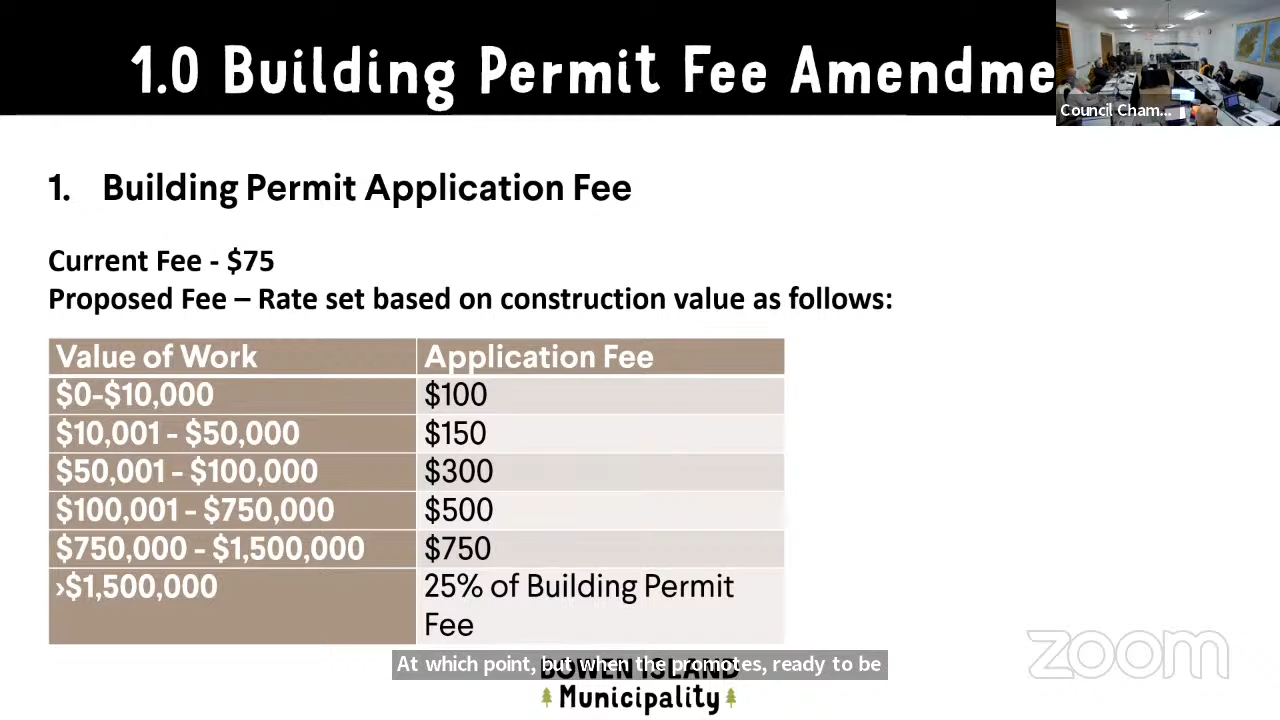 1.0 Building Permit Fee Amendme
Council Cham...
1. Building Permit Application Fee
Current Fee - $75
Proposed Fee – Rate set based on construction value as follows:
Value of Work Application Fee
$0-$10,000 $100
$10,001 - $50,000 $150
$50,001 - $100,000 $300
$100,001 - $750,000 $500
$750,000 - $1,500,000 $750
>$1,500,000 25% of Building Permit
Fee
At which point, but when the promotes, ready to be
BOWEN ISLAND
Municipality
zoom